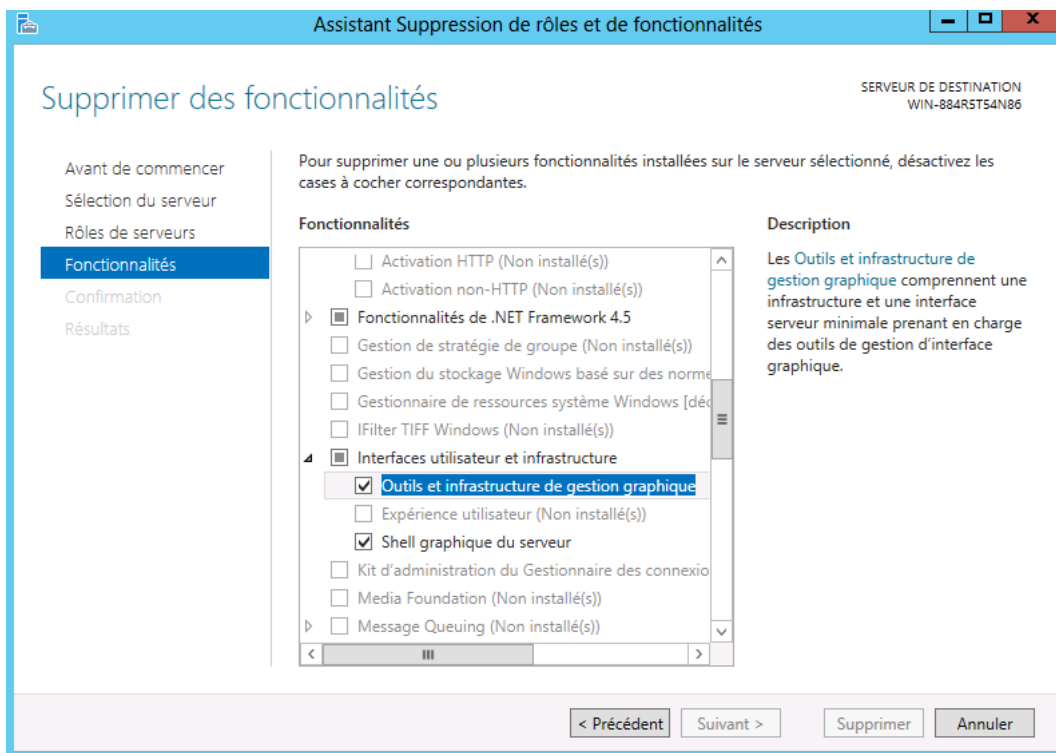 Assistant Suppression de rôles et de fonctionnalités
Supprimer des fonctionnalités
SERVEUR DE DESTINATION
WIN-884R5T54N86
Avant de commencer
Sélection du serveur
Rôles de serveurs
Fonctionnalités
Confirmation
Résultats
Pour supprimer une ou plusieurs fonctionnalités installées sur le serveur sélectionné, désactivez les
cases à cocher correspondantes.
Fonctionnalités
Activation HTTP (Non installé(s))
Activation non-HTTP (Non installé(s))
Fonctionnalités de .NET Framework 4.5
Gestion de stratégie de groupe (Non installé(s))
Gestion du stockage Windows basé sur des norme
Gestionnaire de ressources système Windows [déc
IFilter TIFF Windows (Non installé(s))
Interfaces utilisateur et infrastructure
Outils et infrastructure de gestion graphique
Expérience utilisateur (Non installé(s))
Shell graphique du serveur
Kit d'administration du Gestionnaire des connexio
Media Foundation (Non installé(s))
Message Queuing (Non installé(s))
Description
Les Outils et infrastructure de
gestion graphique comprennent une
infrastructure et une interface
serveur minimale prenant en charge
des outils de gestion d'interface
graphique.
< Précédent
Suivant >
Supprimer
Annuler